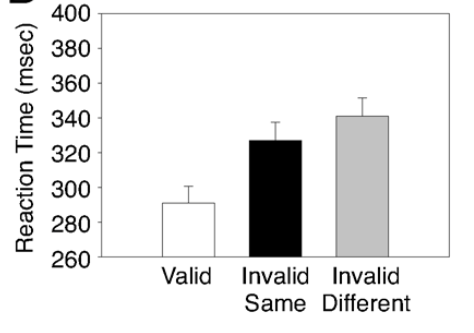 400
380
360
340
320
300
280
260
Reaction Time (msec)
Valid
Invalid
Same
Invalid
Different